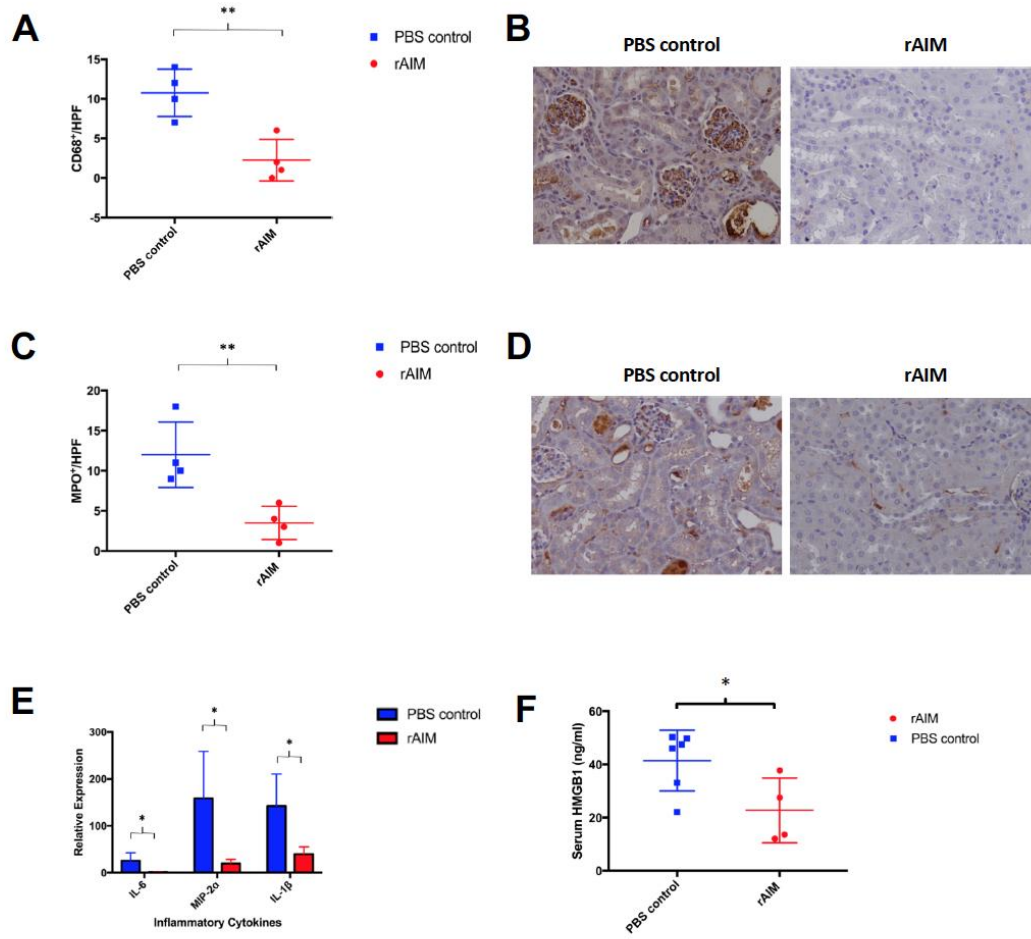 A
**
PBS control
rAIM
CD68⁺/HPF
15
10
5
0
-5
PBS control
rAIM
B
PBS control
rAIM
C
**
PBS control
rAIM
MPO⁺/HPF
20
15
10
5
0
PBS control
rAIM
D
PBS control
rAIM
E
PBS control
rAIM
Relative Expression
300
200
100
0
*
*
*
IL-6
MIP-2α
IL-1β
Inflammatory Cytokines
F
*
rAIM
PBS control
Serum HMGB1 (ng/ml)
60
40
20
0
PBS control
rAIM